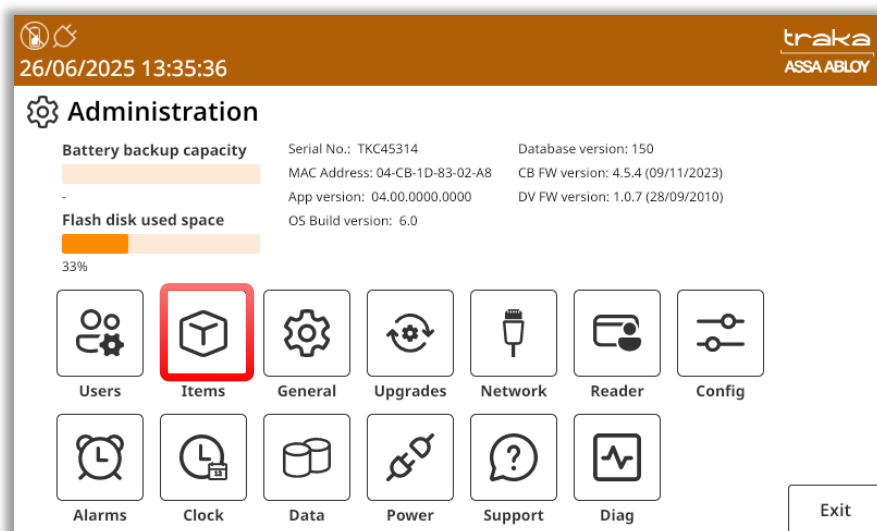 traka
26/06/2025 13:35:36
ASSA ABLOY
Administration
Battery backup capacity
-
Flash disk used space
33%
Serial No.: TKC45314
MAC Address: 04-CB-1D-83-02-A8
App version: 04.00.0000.0000
OS Build version: 6.0
Database version: 150
CB FW version: 4.5.4 (09/11/2023)
DV FW version: 1.0.7 (28/09/2010)
Users
Items
General
Upgrades
Network
Reader
Config
Alarms
13
Clock
Data
Power
?
Support
Diag
Exit